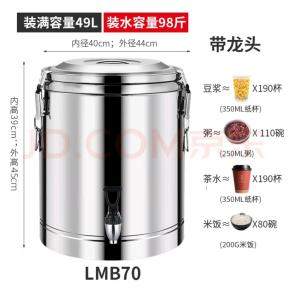 装满容量49L 装水容量98斤
内径40cm；外径44cm
带龙头
内高39cm；外高45cm
豆浆≈ X190杯
(350ML纸杯)
粥≈ X 110碗
(250ML粥)
茶水≈ X190杯
(350ML纸杯)
米饭≈ X80碗
(200G米饭)
LMB70
JD.COM 京东